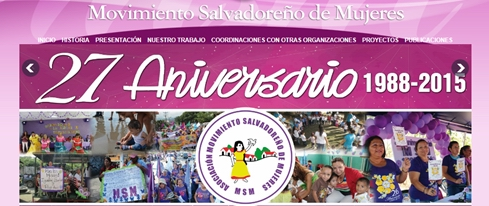 Movimiento Salvadoreño de Mujeres
INICIO HISTORIA PRESENTACIÓN NUESTRO TRABAJO COORDINACIONES CON OTRAS ORGANIZACIONES PROYECTOS PUBLICACIONES
27 Aniversario 1988-2015
ASOCIACIÓN MOVIMIENTO SALVADOREÑO DE MUJERES
MSM
MSM